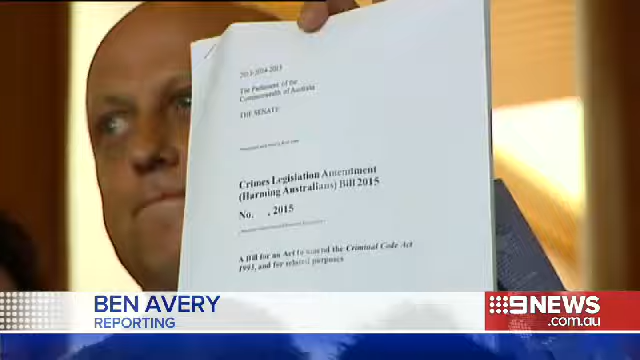 2013-2014-2015
The Parliament of the
Commonwealth of Australia
THE SENATE
Crimes Legislation Amendment
(Harming Australians) Bill 2015
No. , 2015
A Bill for an Act to amend the Criminal Code Act
1995, and for related purposes
BEN AVERY
REPORTING
9NEWS
.com.au